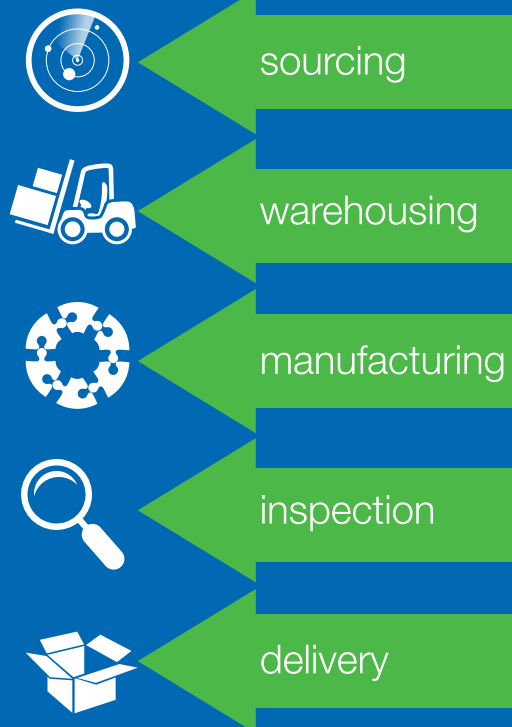 sourcing
warehousing
manufacturing
inspection
delivery